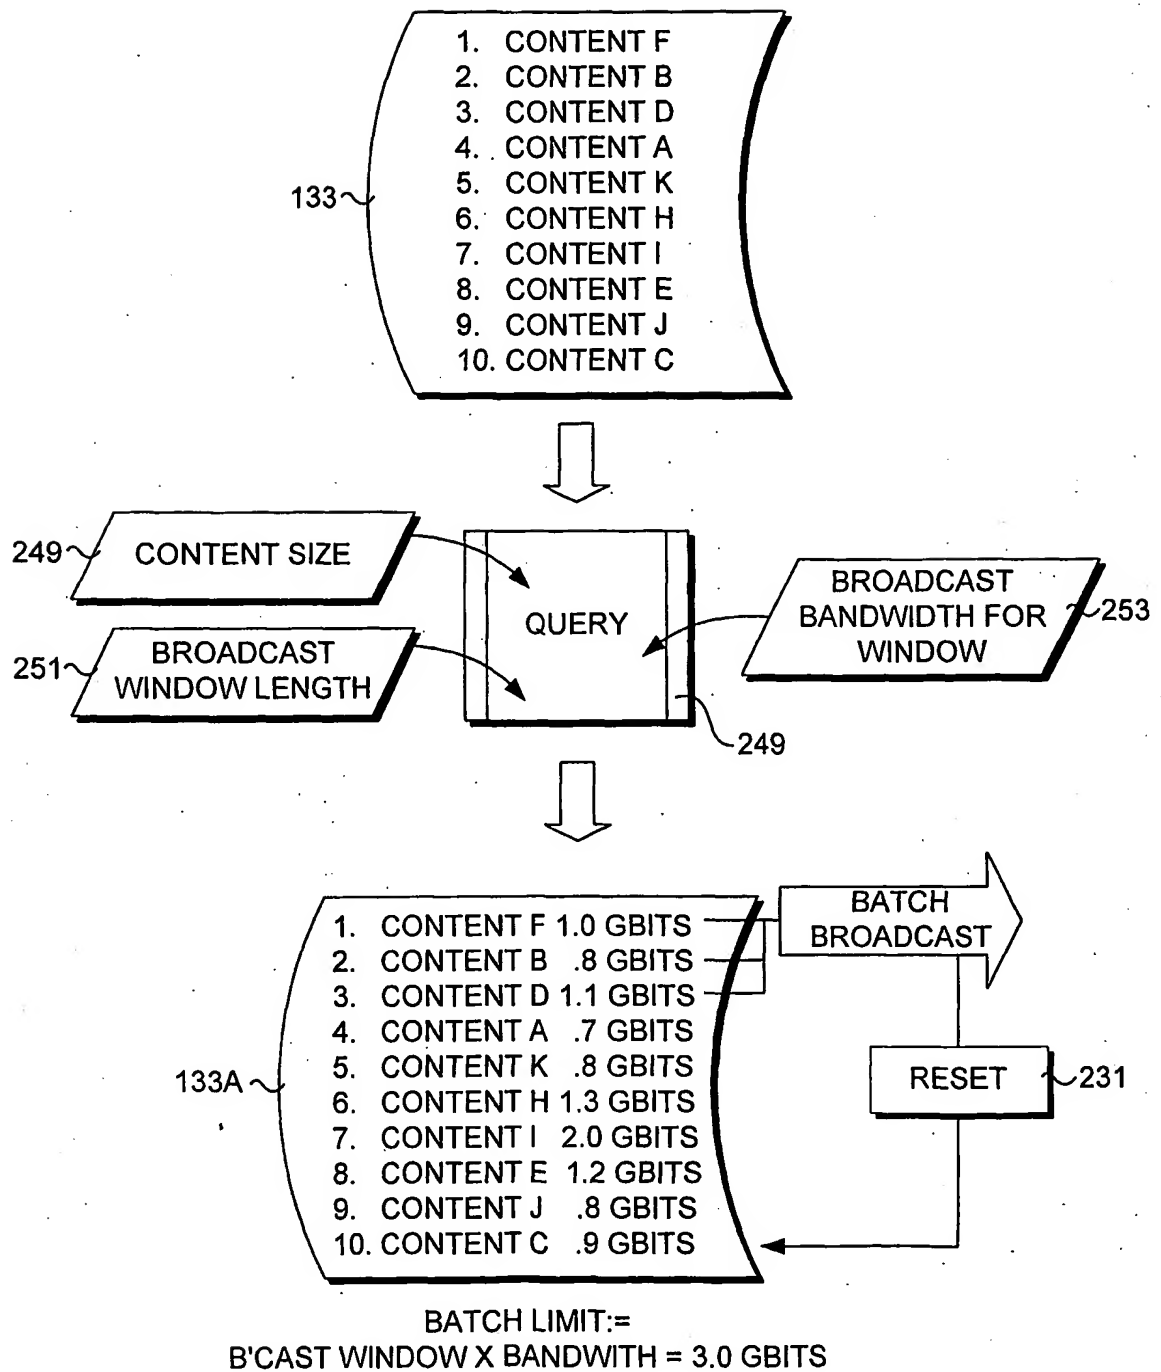 1. CONTENT F
2. CONTENT B
3. CONTENT D
4. CONTENT A
5. CONTENT K
6. CONTENT H
7. CONTENT I
8. CONTENT E
9. CONTENT J
10. CONTENT C
133
249
CONTENT SIZE
251
BROADCAST
WINDOW LENGTH
QUERY
BROADCAST
BANDWIDTH FOR
WINDOW
253
249
1. CONTENT F 1.0 GBITS
2. CONTENT B .8 GBITS
3. CONTENT D 1.1 GBITS
4. CONTENT A .7 GBITS
5. CONTENT K .8 GBITS
6. CONTENT H 1.3 GBITS
7. CONTENT I 2.0 GBITS
8. CONTENT E 1.2 GBITS
9. CONTENT J .8 GBITS
10. CONTENT C .9 GBITS
133A
BATCH
BROADCAST
RESET
231
BATCH LIMIT:=
B'CAST WINDOW X BANDWITH = 3.0 GBITS